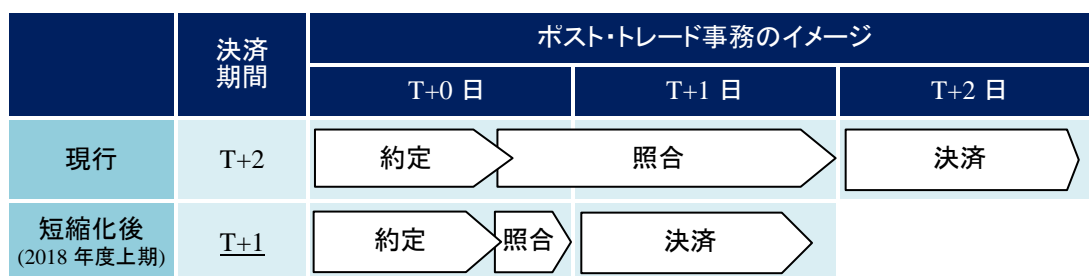 決済
期間
ポスト・トレード事務のイメージ
T+0 日
T+1 日
T+2 日
現行
T+2
約定
照合
決済
短縮化後
(2018 年度上期)
T+1
約定
照合
決済